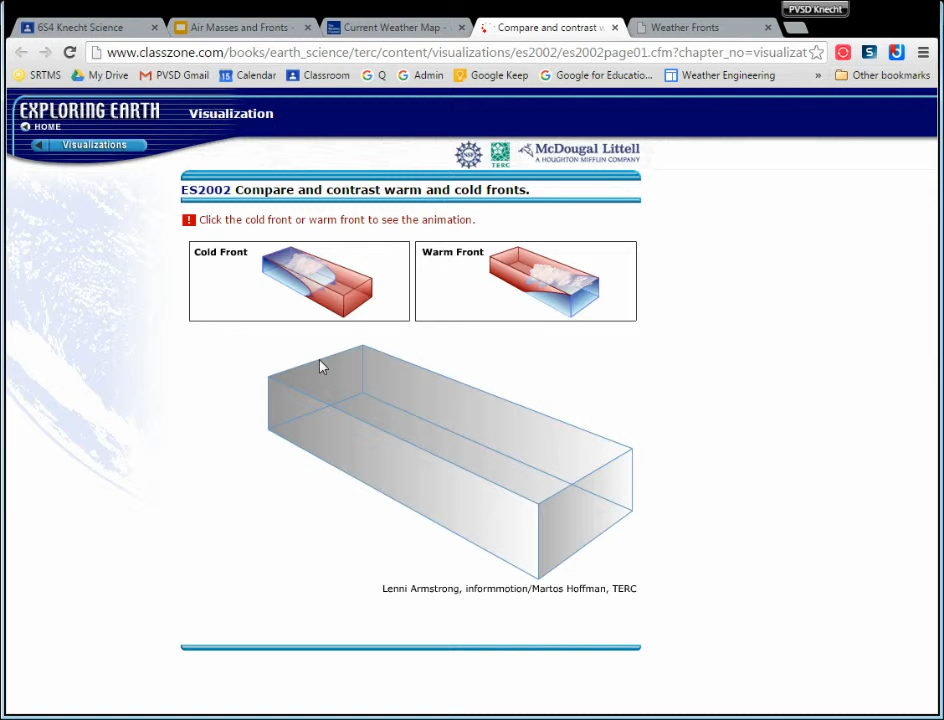 PVSD Knecht
6S4 Knecht Science
Air Masses and Fronts -
Current Weather Map -
Compare and contrast w
Weather Fronts
www.classzone.com/books/earth_science/terc/content/visualizations/es2002/es2002page01.cfm?chapter_no=visualizat
SRTMS
My Drive
PVSD Gmail
Calendar
Classroom
Q
Admin
Google Keep
Google for Educatio...
Weather Engineering
»
Other bookmarks
EXPLORING EARTH
HOME
Visualization
Visualizations
NSF
TERC
McDougal Littell
A HOUGHTON MIFFLIN COMPANY
ES2002 Compare and contrast warm and cold fronts.
! Click the cold front or warm front to see the animation.
Cold Front
Warm Front
Lenni Armstrong, informmotion/Martos Hoffman, TERC